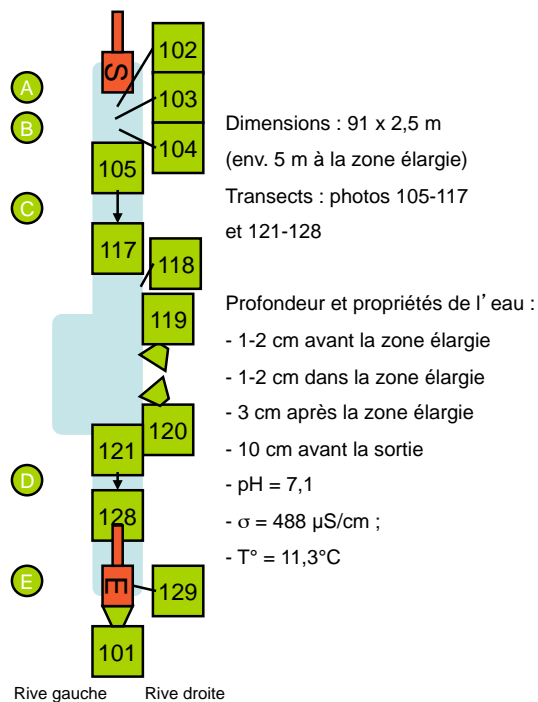 S
102
A
103
B
104
105
C
117
118
119
120
121
D
128
E
E
129
101
Rive gauche
Rive droite
Dimensions : 91 x 2,5 m
(env. 5 m à la zone élargie)
Transects : photos 105-117
et 121-128
Profondeur et propriétés de l’eau :
- 1-2 cm avant la zone élargie
- 1-2 cm dans la zone élargie
- 3 cm après la zone élargie
- 10 cm avant la sortie
- pH = 7,1
- σ = 488 µS/cm ;
- T° = 11,3°C